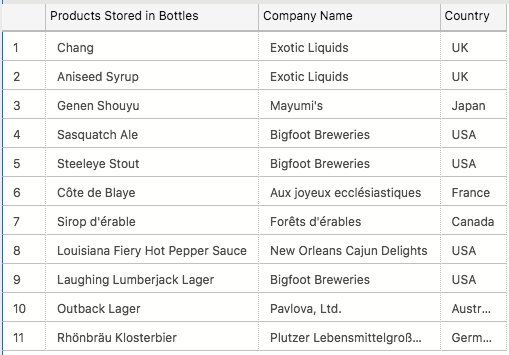 Products Stored in Bottles Company Name Country
1 Chang Exotic Liquids UK
2 Aniseed Syrup Exotic Liquids UK
3 Genen Shouyu Mayumi's Japan
4 Sasquatch Ale Bigfoot Breweries USA
5 Steeleye Stout Bigfoot Breweries USA
6 Côte de Blaye Aux joyeux ecclésiastiques France
7 Sirop d'érable Forêts d'érables Canada
8 Louisiana Fiery Hot Pepper Sauce New Orleans Cajun Delights USA
9 Laughing Lumberjack Lager Bigfoot Breweries USA
10 Outback Lager Pavlova, Ltd. Austr...
11 Rhönbräu Klosterbier Plutzer Lebensmittelgroß... Germ...